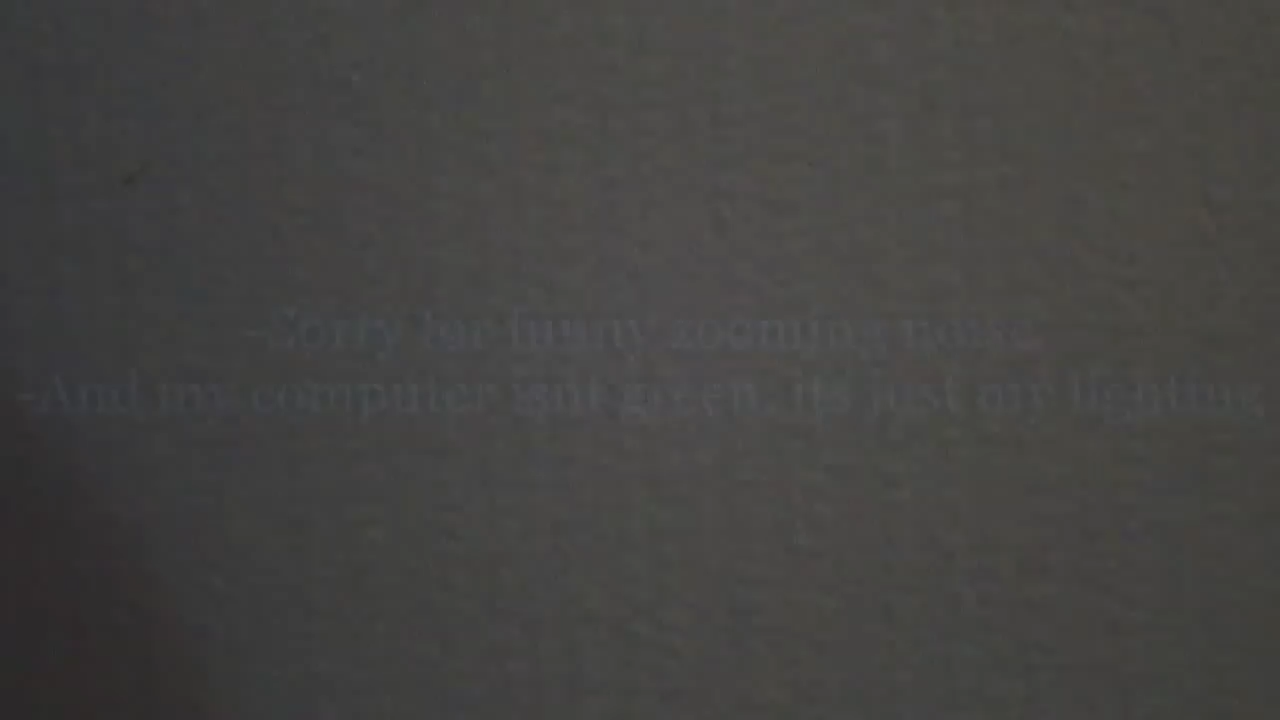 -Sorry for funny zooming noise
-And my computer isnt green, its just my lighting